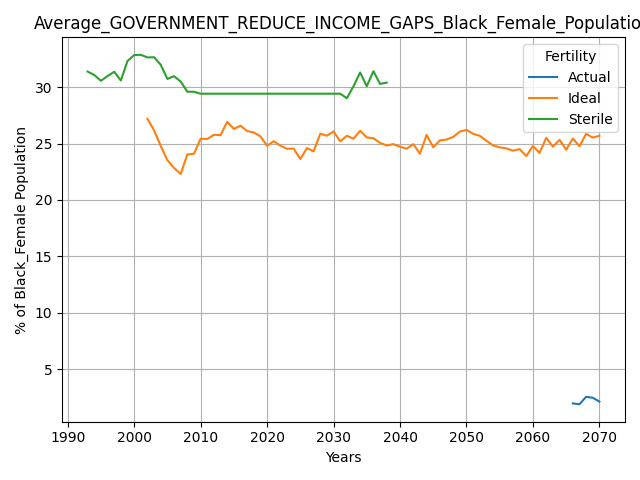 Average_GOVERNMENT_REDUCE_INCOME_GAPS_Black_Female_Populatio
Fertility
Actual
Ideal
Sterile
% of Black_Female Population
30
25
20
15
10
5
1990 2000 2010 2020 2030 2040 2050 2060 2070
Years